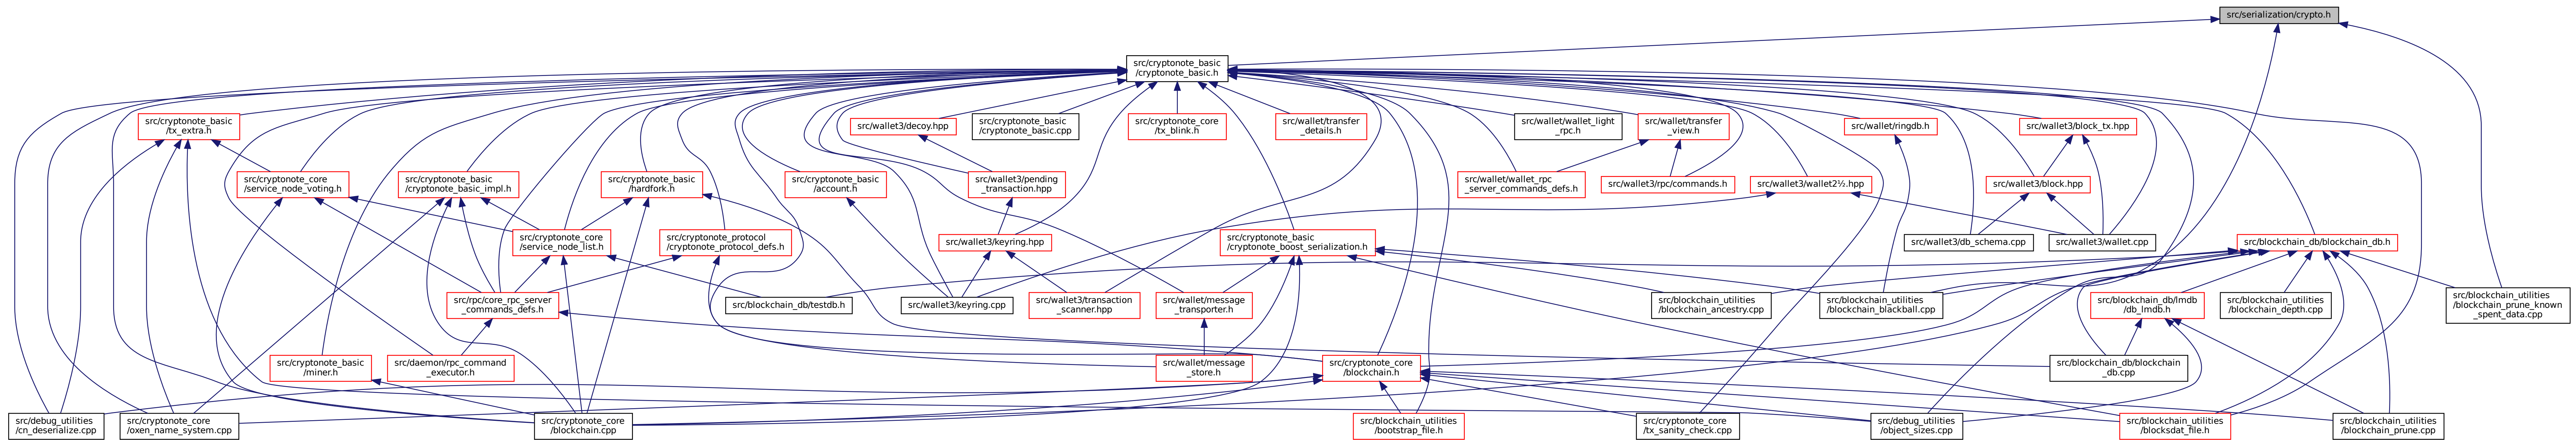 src/serialization/crypto.h
src/cryptonote_basic
/cryptonote_basic.h
src/cryptonote_basic
/tx_extra.h
src/wallet3/decoy.hpp
src/cryptonote_basic
/cryptonote_basic.cpp
src/cryptonote_core
/tx_blink.h
src/wallet/transfer
_details.h
src/wallet/wallet_light
_rpc.h
src/wallet/transfer
_view.h
src/wallet/ringdb.h
src/wallet3/block_tx.hpp
src/cryptonote_core
/service_node_voting.h
src/cryptonote_basic
/cryptonote_basic_impl.h
src/cryptonote_basic
/hardfork.h
src/cryptonote_basic
/account.h
src/wallet3/pending
_transaction.hpp
src/wallet/wallet_rpc
_server_commands_defs.h
src/wallet3/rpc/commands.h
src/wallet3/wallet2½.hpp
src/wallet3/block.hpp
src/cryptonote_core
/service_node_list.h
src/cryptonote_protocol
/cryptonote_protocol_defs.h
src/wallet3/keyring.hpp
src/cryptonote_basic
/cryptonote_boost_serialization.h
src/wallet3/db_schema.cpp
src/wallet3/wallet.cpp
src/blockchain_db/blockchain_db.h
src/rpc/core_rpc_server
_commands_defs.h
src/blockchain_db/testdb.h
src/wallet3/keyring.cpp
src/wallet3/transaction
_scanner.hpp
src/wallet/message
_transporter.h
src/blockchain_utilities
/blockchain_ancestry.cpp
src/blockchain_utilities
/blockchain_blackball.cpp
src/blockchain_db/lmdb
/db_lmdb.h
src/blockchain_utilities
/blockchain_depth.cpp
src/blockchain_utilities
/blockchain_prune_known
_spent_data.cpp
src/cryptonote_basic
/miner.h
src/daemon/rpc_command
_executor.h
src/wallet/message
_store.h
src/cryptonote_core
/blockchain.h
src/blockchain_db/blockchain
_db.cpp
src/debug_utilities
/cn_deserialize.cpp
src/cryptonote_core
/oxen_name_system.cpp
src/cryptonote_core
/blockchain.cpp
src/blockchain_utilities
/bootstrap_file.h
src/cryptonote_core
/tx_sanity_check.cpp
src/debug_utilities
/object_sizes.cpp
src/blockchain_utilities
/blocksdat_file.h
src/blockchain_utilities
/blockchain_prune.cpp